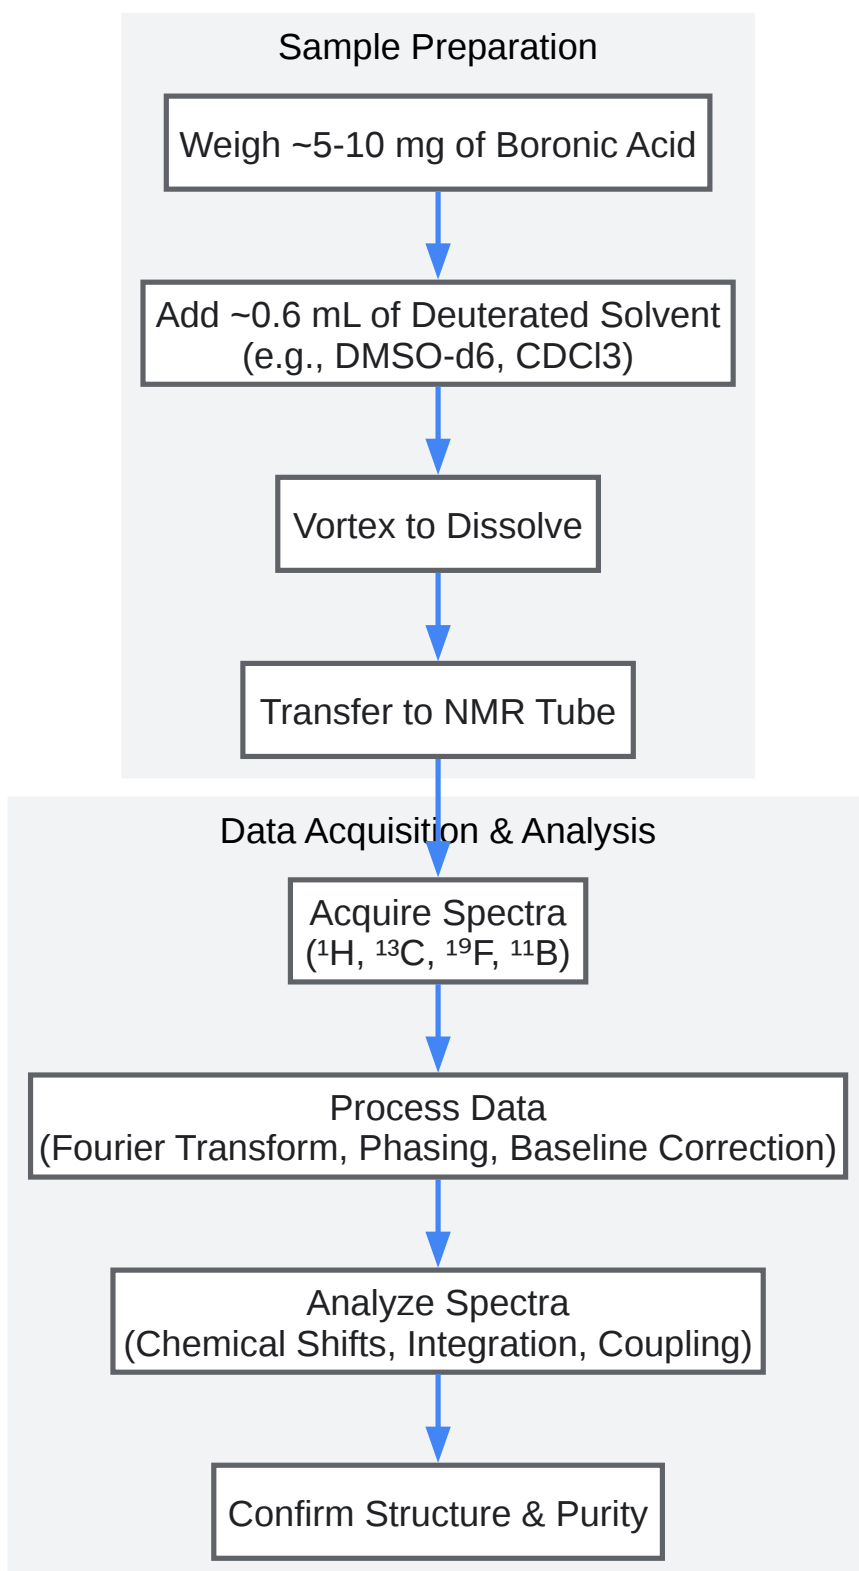 Sample Preparation
Weigh ~5-10 mg of Boronic Acid
Add ~0.6 mL of Deuterated Solvent
(e.g., DMSO-d6, CDCl3)
Vortex to Dissolve
Transfer to NMR Tube
Data Acquisition & Analysis
Acquire Spectra
(¹H, ¹³C, ¹⁹F, ¹¹B)
Process Data
(Fourier Transform, Phasing, Baseline Correction)
Analyze Spectra
(Chemical Shifts, Integration, Coupling)
Confirm Structure & Purity